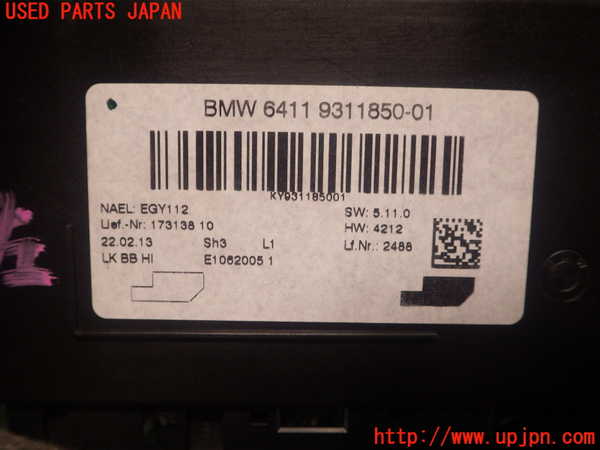 USED PARTS JAPAN
BMW 6411 9311850-01
KY931185001
NAEL: EGY112
Lief.-Nr: 173138 10
22.02.13 Sh3 L1
LK BB HI E1062005 1
SW: 5.11.0
HW: 4212
Lf.Nr.: 2488
http://www.upjpn.com